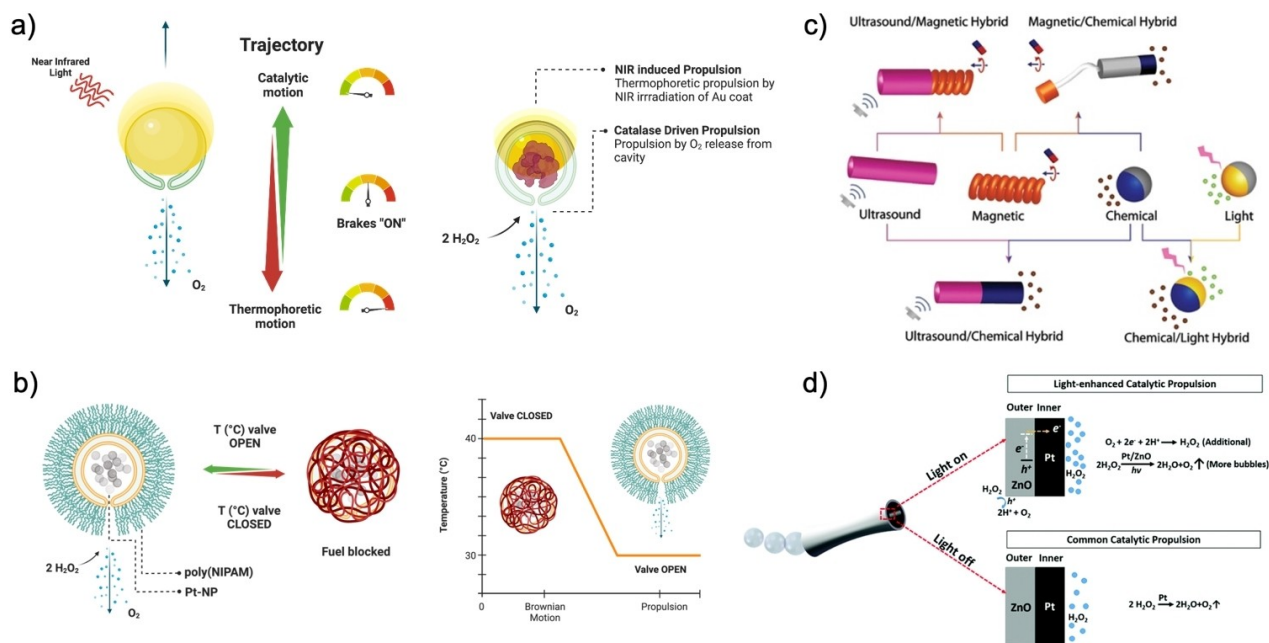 a)
Near Infrared
Light
O₂
Trajectory
Catalytic
motion
Brakes "ON"
Thermophoretic
motion
NIR induced Propulsion
Thermophoretic propulsion by
NIR irradiation of Au coat
Catalase Driven Propulsion
Propulsion by O₂ release from
cavity
2 H₂O₂
O₂
c)
Ultrasound/Magnetic Hybrid
Magnetic/Chemical Hybrid
Ultrasound
Magnetic
Chemical
Light
Ultrasound/Chemical Hybrid
Chemical/Light Hybrid
b)
T (°C) valve
OPEN
T (°C) valve
CLOSED
Fuel blocked
2 H₂O₂
O₂
poly(NIPAM)
Pt-NP
Valve CLOSED
40
Temperature (°C)
30
Valve OPEN
0
Brownian
Motion
Propulsion
d)
Light on
Light off
Light-enhanced Catalytic Propulsion
Outer Inner
e⁻
e⁻
h⁺
Pt
ZnO
H₂O₂
H₂O₂
h⁺
2H⁺ + O₂
O₂ + 2e⁻ + 2H⁺ → H₂O₂ (Additional)
Pt/ZnO
2H₂O₂ → 2H₂O+O₂↑ (More bubbles)
hv
Common Catalytic Propulsion
Outer Inner
ZnO Pt
H₂O₂
Pt
2 H₂O₂ → 2H₂O+O₂↑